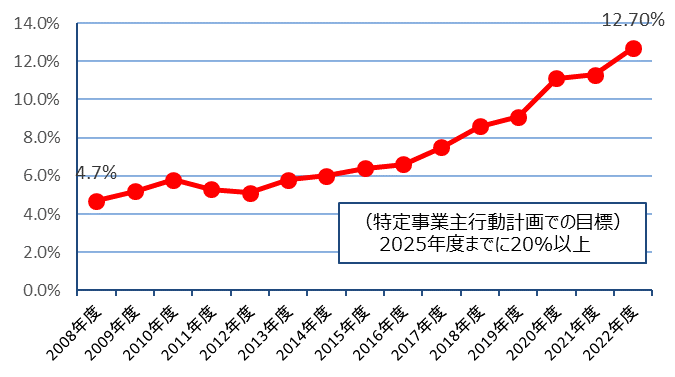 14.0%
12.70%
12.0%
10.0%
8.0%
6.0%
4.7%
4.0%
2.0%
0.0%
（特定事業主行動計画での目標）
2025年度までに20%以上
2008年度
2009年度
2010年度
2011年度
2012年度
2013年度
2014年度
2015年度
2016年度
2017年度
2018年度
2019年度
2020年度
2021年度
2022年度